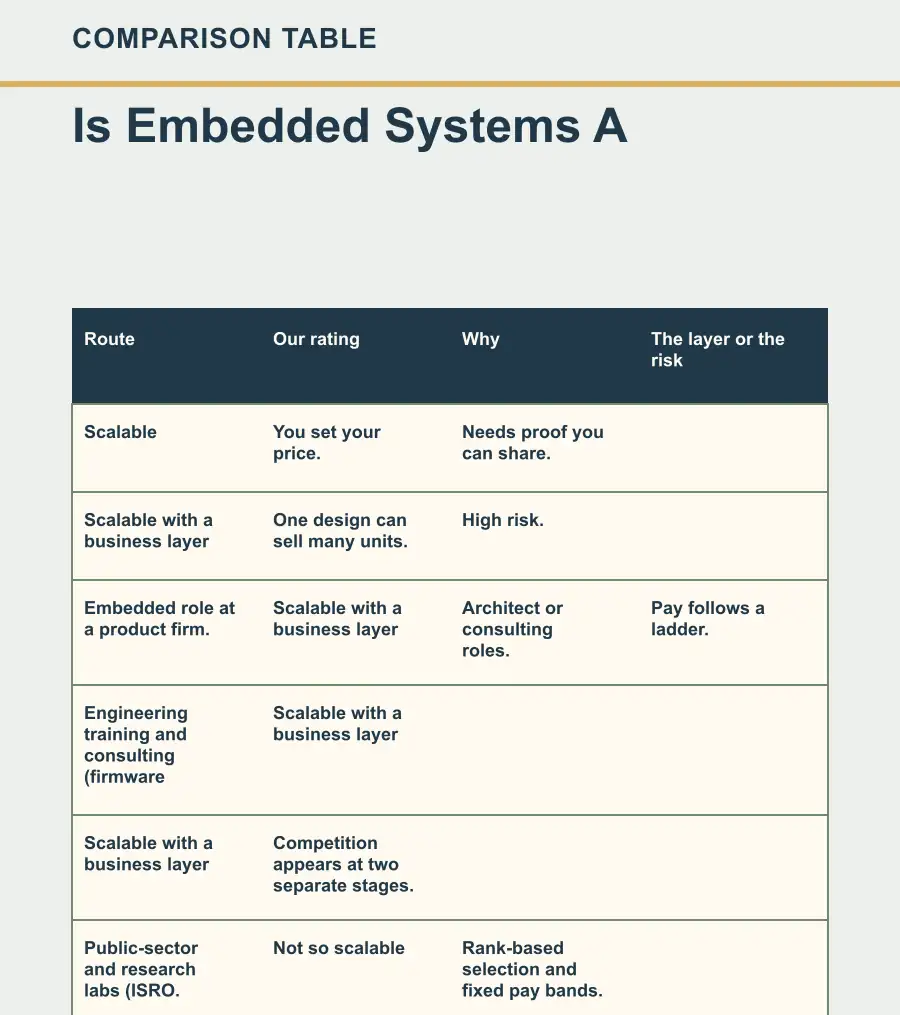 COMPARISON TABLE
Is Embedded Systems A
Route
Our rating
Why
The layer or the
risk
Scalable
You set your
price.
Needs proof you
can share.
Scalable with a
business layer
One design can
sell many units.
High risk.
Embedded role at
a product firm.
Scalable with a
business layer
Architect or
consulting
roles.
Pay follows a
ladder.
Engineering
training and
consulting
(firmware
Scalable with a
business layer
Scalable with a
business layer
Competition
appears at two
separate stages.
Public-sector
and research
labs (ISRO.
Not so scalable
Rank-based
selection and
fixed pay bands.